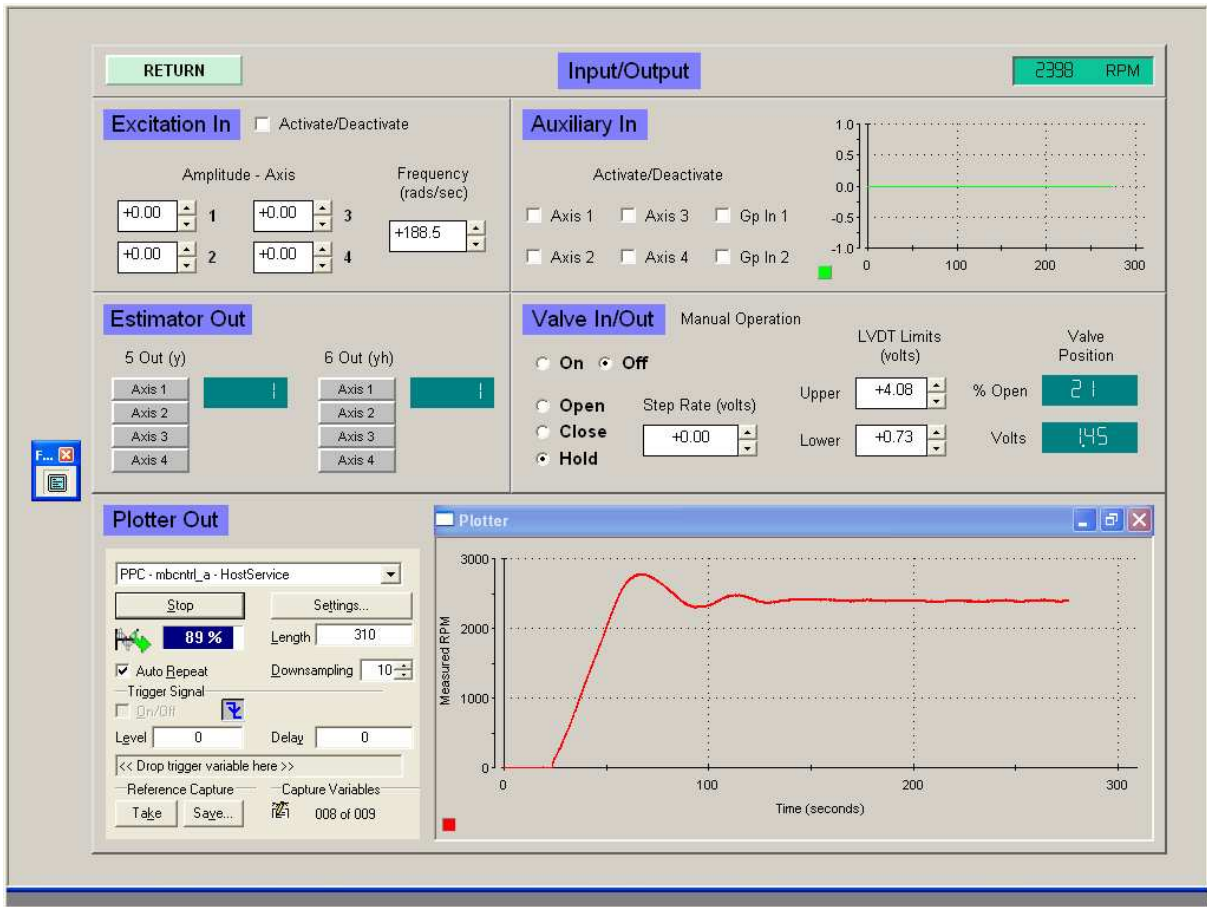 RETURN
Input/Output
2398 RPM
Excitation In
Activate/Deactivate
Amplitude - Axis
Frequency
(rads/sec)
+0.00 1 +0.00 3
+188.5
+0.00 2 +0.00 4
Auxiliary In
Activate/Deactivate
Axis 1 Axis 3 Gp In 1
Axis 2 Axis 4 Gp In 2
1.0
0.5
0.0
-0.5
-1.0
0 100 200 300
Estimator Out
5 Out (y) 6 Out (yh)
Axis 1 1 Axis 1 1
Axis 2 Axis 2
Axis 3 Axis 3
Axis 4 Axis 4
Valve In/Out
Manual Operation
On Off
Open
Close
Hold
Step Rate (volts)
+0.00
LVDT Limits
(volts)
Upper +4.08
Lower +0.73
Valve
Position
% Open 21
Volts 1.45
F...
Plotter Out
PPC - mbcntrl_a - HostService
Stop Settings...
89 % Length 310
Auto Repeat Downsampling 10
Trigger Signal
On/Off
Level 0 Delay 0
<< Drop trigger variable here >>
Reference Capture Capture Variables
Take Save... 008 of 009
Plotter
3000
2000
1000
0
Measured RPM
0 100 200 300
Time (seconds)